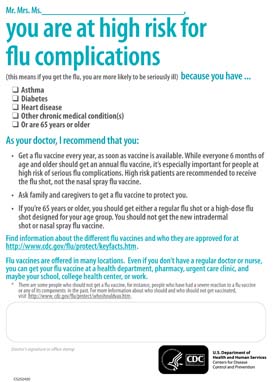 Mr. Mrs. Ms. ,
you are at high risk for
flu complications
(this means if you get the flu, you are more likely to be seriously ill) because you have ...
❑ Asthma
❑ Diabetes
❑ Heart disease
❑ Other chronic medical condition(s)
❑ Or are 65 years or older
As your doctor, I recommend that you:
• Get a flu vaccine every year, as soon as vaccine is available. While everyone 6 months of
age and older should get an annual flu vaccine, it's especially important for people at
high risk of serious flu complications. High risk patients are recommended to receive
the flu shot, not the nasal spray flu vaccine.
• Ask family and caregivers to get a flu vaccine to protect you.
• If you're 65 years or older, you should get either a regular flu shot or a high-dose flu
shot designed for your age group. You should not get the new intradermal
shot or nasal spray flu vaccine.
Find information about the different flu vaccines and who they are approved for at
http://www.cdc.gov/flu/protect/keyfacts.htm.
Flu vaccines are offered in many locations. Even if you don't have a regular doctor or nurse,
you can get your flu vaccine at a health department, pharmacy, urgent care clinic, and
maybe your school, college health center, or work.
* There are some people who should not get a flu vaccine, for instance, people who have had a severe reaction to a flu vaccine
or any of its components in the past. For more information about who should and who should not get vaccinated,
visit http://www.cdc.gov/flu/protect/whoshouldvax.htm.
(Doctor's signature or office stamp)
CDC
U.S. Department of
Health and Human Services
Centers for Disease
Control and Prevention